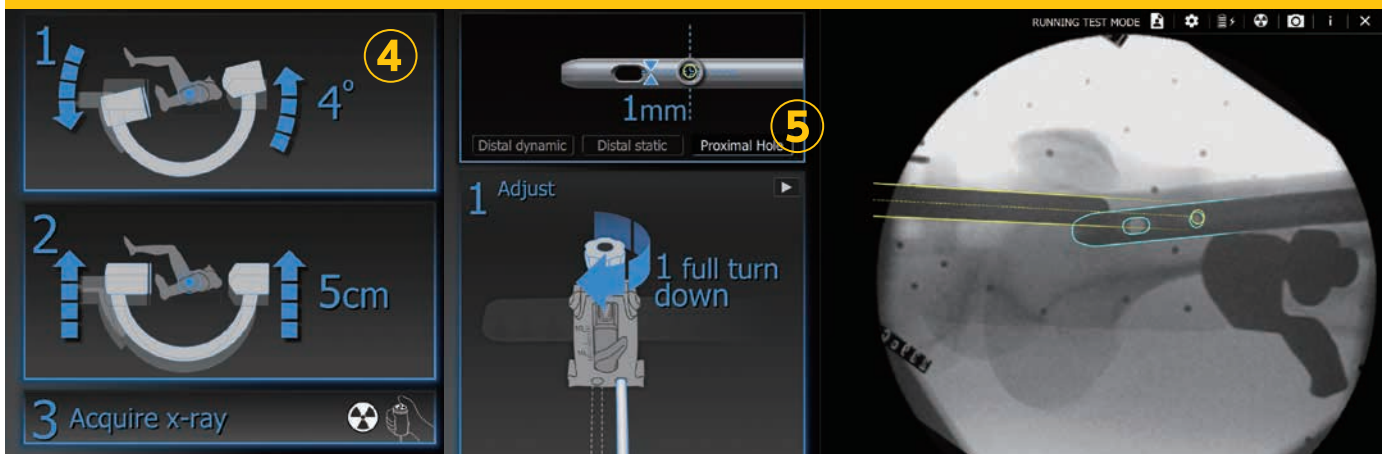 1
4°
④
2
5cm
3 Acquire x-ray
1mm
⑤
Distal dynamic
Distal static
Proximal Hole
1 Adjust
1 full turn
down
RUNNING TEST MODE
i